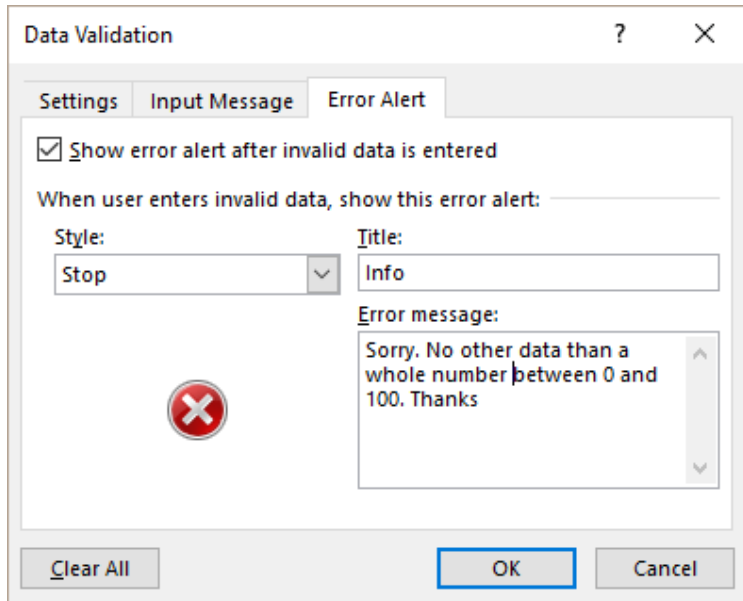 Data Validation ?
Settings Input Message Error Alert
Show error alert after invalid data is entered
When user enters invalid data, show this error alert:
Style:
Stop
Title:
Info
Error message:
Sorry. No other data than a
whole number between 0 and
100. Thanks
Clear All OK Cancel